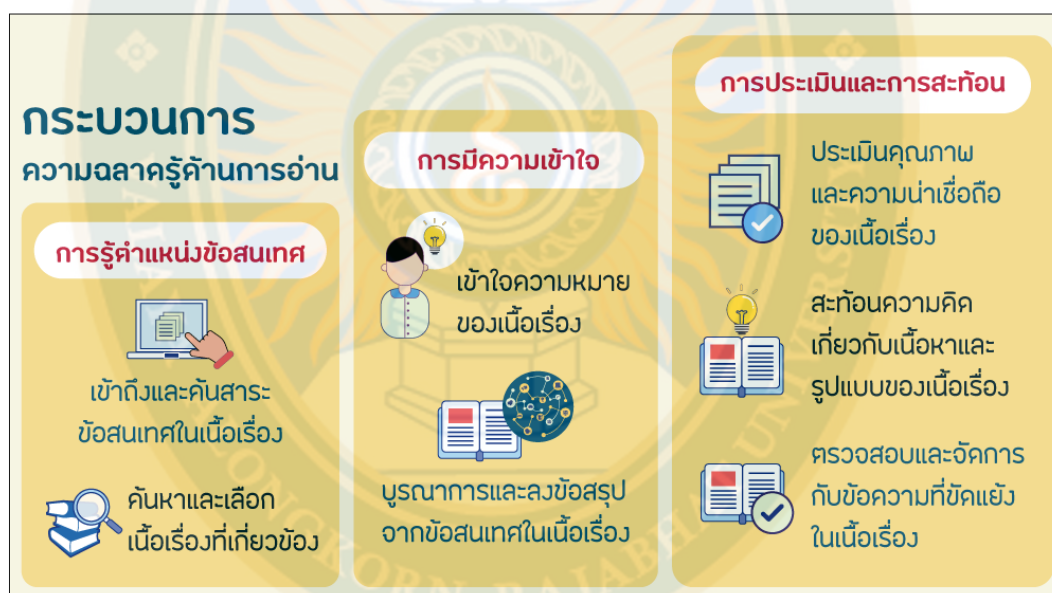 กระบวนการ
ความฉลาดรู้ด้านการอ่าน
การรู้ตำแหน่งข้อสนเทศ
เข้าถึงและค้นสาระ
ข้อสนเทศในเนื้อเรื่อง
ค้นหาและเลือก
เนื้อเรื่องที่เกี่ยวข้อง
การมีความเข้าใจ
เข้าใจความหมาย
ของเนื้อเรื่อง
บูรณาการและลงข้อสรุป
จากข้อสนเทศในเนื้อเรื่อง
การประเมินและการสะท้อน
ประเมินคุณภาพ
และความน่าเชื่อถือ
ของเนื้อเรื่อง
สะท้อนความคิด
เกี่ยวกับเนื้อหาและ
รูปแบบของเนื้อเรื่อง
ตรวจสอบและจัดการ
กับข้อความที่ขัดแย้ง
ในเนื้อเรื่อง